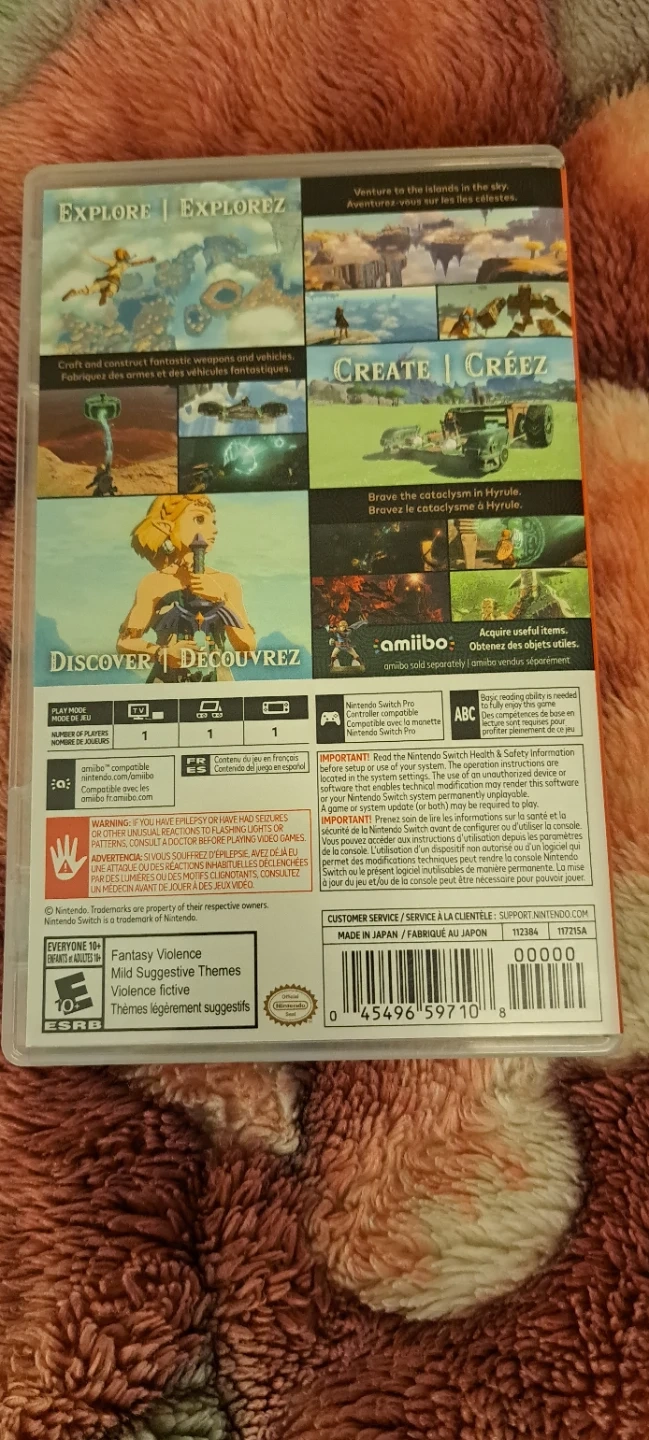 EXPLORE | EXPLOREZ
Venture to the islands in the sky.
Aventurez-vous sur les îles célestes.
Craft and construct fantastic weapons and vehicles.
Fabriquez des armes et des véhicules fantastiques.
CREATE | CRÉEZ
Brave the cataclysm in Hyrule.
Bravez le cataclysme à Hyrule.
DISCOVER | DÉCOUVREZ
amiibo
Acquire useful items.
Obtenez des objets utiles.
amiibo sold separately | amiibo vendus séparément
PLAY MODE
MODE DE JEU
TV
NUMBER OF PLAYERS
NOMBRE DE JOUEURS
1
1
1
Nintendo Switch Pro
Controller compatible
Compatible avec la manette
Nintendo Switch Pro
ABC
Basic reading ability is needed
to fully enjoy this game
Des compétences de base en
lecture sont requises pour
profiter pleinement de ce jeu
amiibo™ compatible
nintendo.com/amiibo
Compatible avec les
amiibo fr.amiibo.com
FR
ES
Contenu du jeu en français
Contenido del juego en español
WARNING: IF YOU HAVE EPILEPSY OR HAVE HAD SEIZURES
OR OTHER UNUSUAL REACTIONS TO FLASHING LIGHTS OR
PATTERNS, CONSULT A DOCTOR BEFORE PLAYING VIDEO GAMES.
ADVERTENCIA: SI VOUS SOUFFREZ D'ÉPILEPSIE, AVEZ DÉJÀ EU
UNE ATTAQUE OU DES RÉACTIONS INHABITUELLES DÉCLENCHÉES
PAR DES LUMIÈRES OU DES MOTIFS CLIGNOTANTS, CONSULTEZ
UN MÉDECIN AVANT DE JOUER À DES JEUX VIDÉO.
IMPORTANT! Read the Nintendo Switch Health & Safety Information
before setup or use of your system. The operation instructions are
located in the system settings. The use of an unauthorized device or
software that enables technical modification may render this software
or your Nintendo Switch system permanently unplayable.
A game or system update (or both) may be required to play.
IMPORTANT! Prenez soin de lire les informations sur la santé et la
sécurité de la Nintendo Switch avant de configurer ou d'utiliser la console.
Vous pouvez accéder aux instructions d'utilisation depuis les paramètres
de la console. L'utilisation d'un dispositif non autorisé ou d'un logiciel qui
permet des modifications techniques peut rendre la console Nintendo
Switch ou le présent logiciel inutilisables de manière permanente. La mise
à jour du jeu et/ou de la console peut être nécessaire pour pouvoir jouer.
© Nintendo. Trademarks are property of their respective owners.
Nintendo Switch is a trademark of Nintendo.
EVERYONE 10+
ENFANTS et ADULTES 10+
E
10+
ESRB
Fantasy Violence
Mild Suggestive Themes
Violence fictive
Thèmes légèrement suggestifs
Official
Nintendo
Seal
CUSTOMER SERVICE / SERVICE À LA CLIENTÈLE : SUPPORT.NINTENDO.COM
MADE IN JAPAN / FABRIQUÉ AU JAPON
112384
117215A
00000
0 45496 59710 8